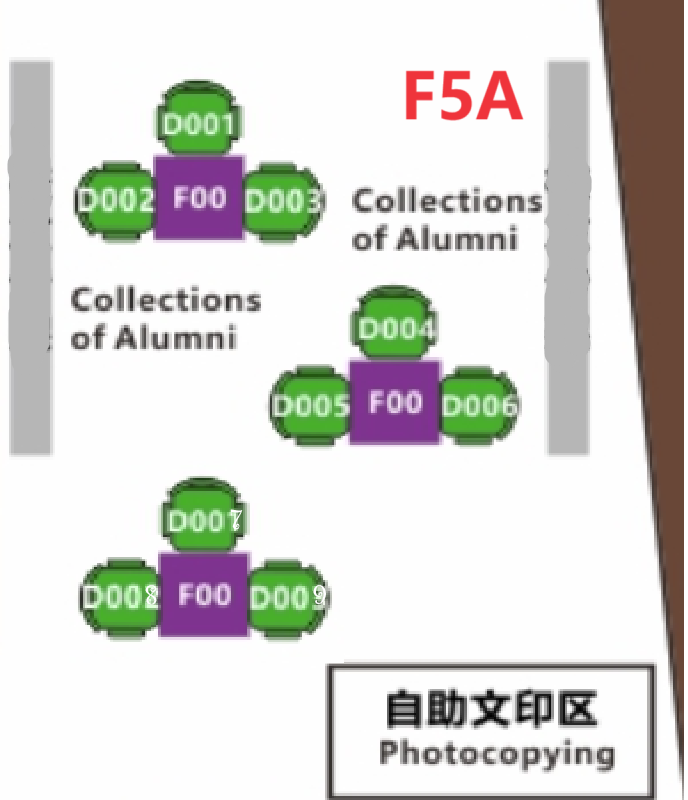 F5A
D001
D002 F00 D003
Collections
of Alumni
Collections
of Alumni
D004
D005 F00 D006
D007
D008 F00 D009
自助文印区
Photocopying